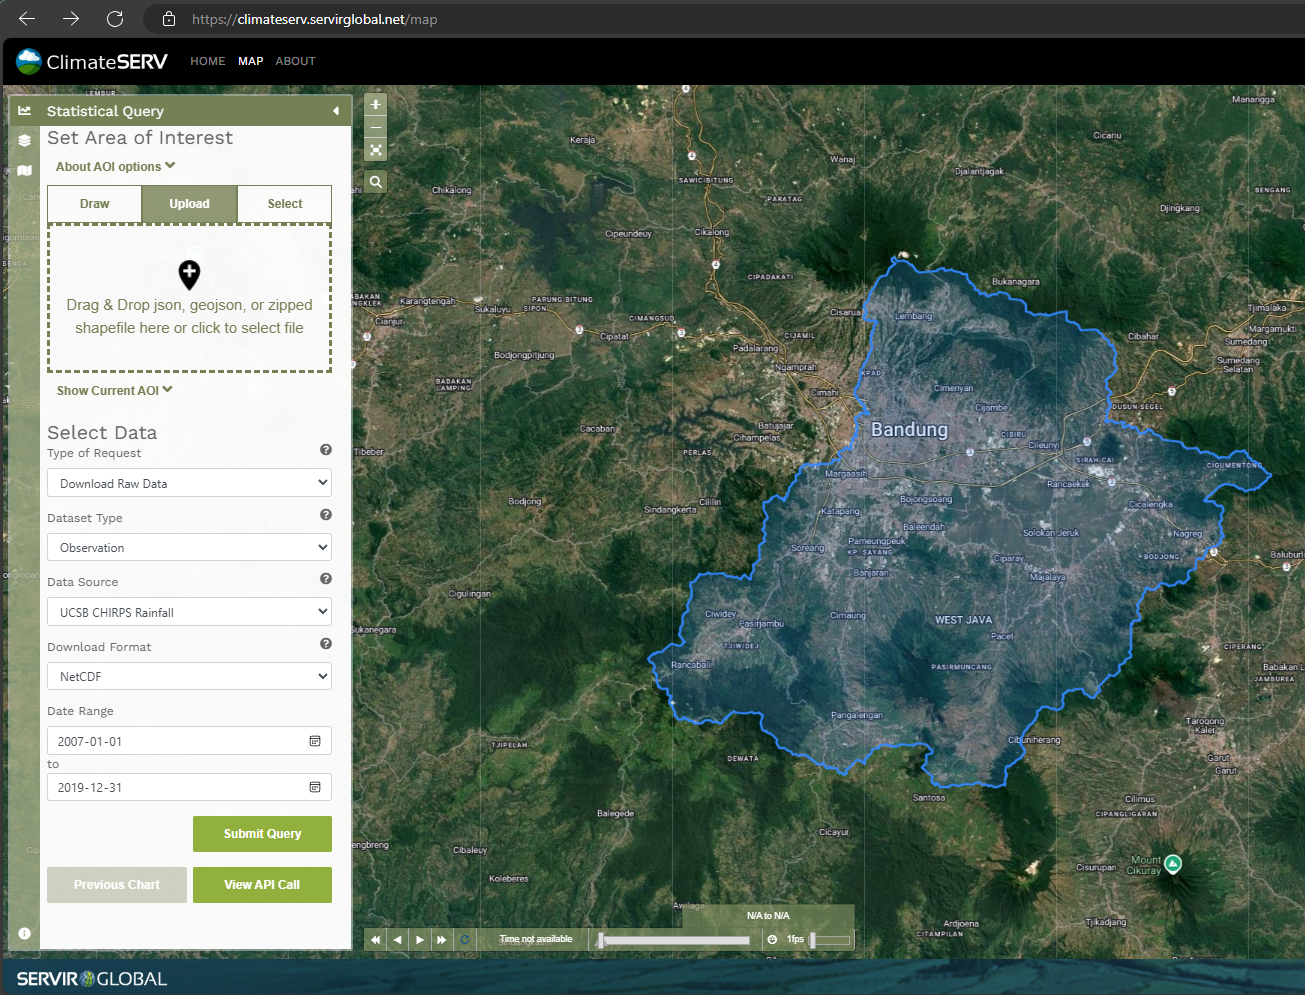 https://climateserv.servirglobal.net/map
ClimateSERV HOME MAP ABOUT
Statistical Query
Set Area of Interest
About AOI options
Draw Upload Select
Drag & Drop json, geojson, or zipped
shapefile here or click to select file
Show Current AOI
Select Data
Type of Request
Download Raw Data
Dataset Type
Observation
Data Source
UCSB CHIRPS Rainfall
Download Format
NetCDF
Date Range
2007-01-01
to
2019-12-31
Submit Query
Previous Chart View API Call
LEMBUR
Manangga
Keraja
Cicariu
Wanaj
Djalantjagak
SAWICIBITUNG
BENGANG
Chikalong
PARATAG
Djingkang
Cipeundeuy
Cikalong
CIPADAKATI
Bukanagara
Karangtengah
PARUNG BITUNG
Sukaluyu
SIPON
Cianjur
CIMANGSUD
Cisarua
Lembang
Tjimalaka
Margamukti
Cipatat
CIJAMIL
Cibahar
Sumedang
Padalarang
Sumedang
Selatan
Bodjongpitjung
Ngamprah
KPAD
BABAKAN
LAMPING
Cimahi
Cimenyan
Cijambe
DUSUN SEGEL
Cacaban
Batujajar
Cihampelas
Bandung
CIBIRU
Cileunyi
Tibeber
PERLAS
SIRAH CAI
CIGUMENTONG
Margaasih
Rancaekek
Bodjong
Cililin
Sindangkerta
Bojongsoang
Katapang
Cicalengka
Baleendah
Solokan Jeruk
Nagreg
Soreang
Pameungpeuk
KP SAYANG
Ciparay
BODJONG
Baluburl
Banjaran
Majalaya
Cigulingan
Ciwidey
Cimaung
WEST JAVA
Sukanegara
Pasirjambu
Pacet
TJIWIDEJ
CIPERANG
Rancabali
PASIRMUNCANG
Babakan L
JAMBUREA
Pangalengan
Tarogong
Kaler
TJIPELAH
Cibuniherang
DEWATA
Garut
Garut
Santosa
Cilimus
Balegede
CIPANGLIGARAN
Cicayur
Cibaleuy
Mount
Cikuray
Cisurupan
Koleberes
Awilaga
N/A to N/A
Ardjoena
Tjikadjang
CITAMPILAN
Time not available 1fps
SERVIR GLOBAL